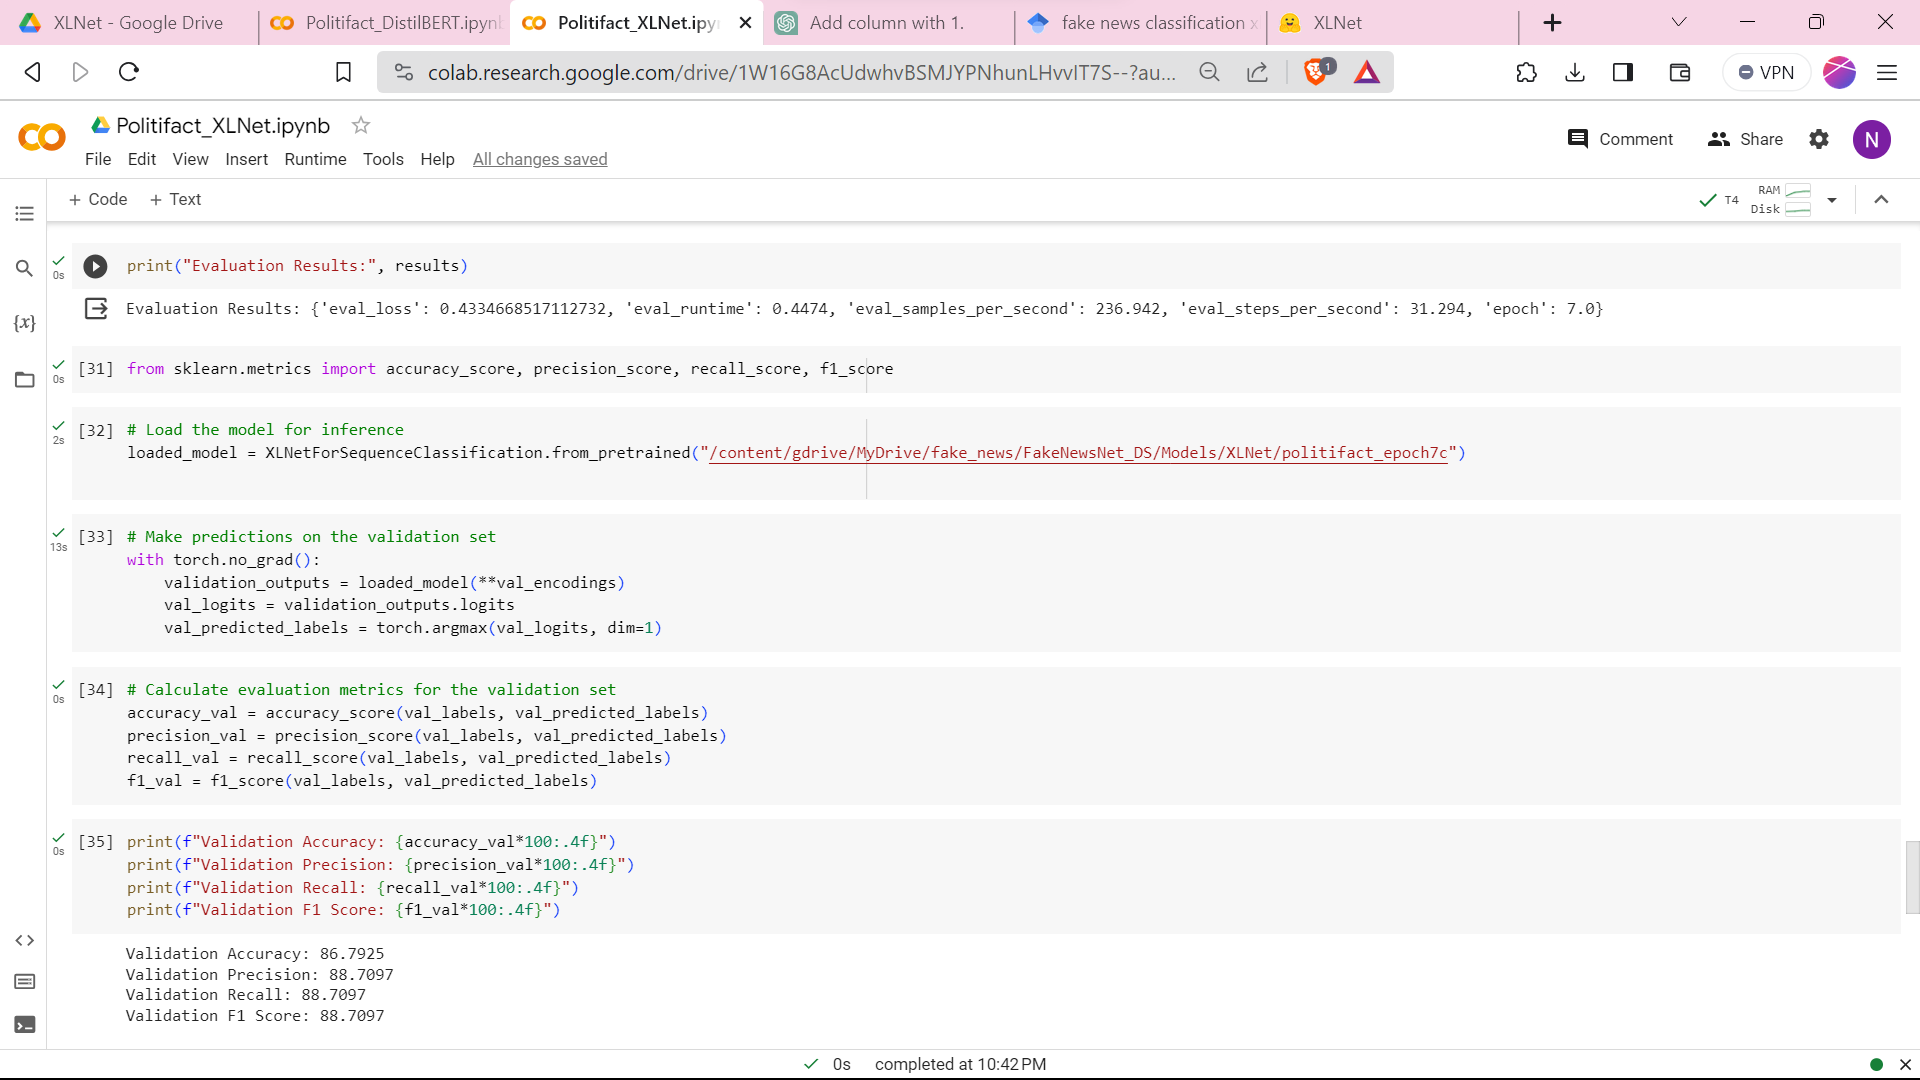 XLNet - Google Drive
Politifact_DistilBERT.ipynb
Politifact_XLNet.ipy
Add column with 1.
fake news classification x
XLNet
colab.research.google.com/drive/1W16G8AcUdwhvBSMJYPNhunLHvvIT7S--?au...
1
VPN
Politifact_XLNet.ipynb
Comment
Share
N
File Edit View Insert Runtime Tools Help All changes saved
+ Code + Text
T4 RAM
Disk
{x}
0s
print("Evaluation Results:", results)
Evaluation Results: {'eval_loss': 0.4334668517112732, 'eval_runtime': 0.4474, 'eval_samples_per_second': 236.942, 'eval_steps_per_second': 31.294, 'epoch': 7.0}
0s
[31] from sklearn.metrics import accuracy_score, precision_score, recall_score, f1_score
2s
[32] # Load the model for inference
loaded_model = XLNetForSequenceClassification.from_pretrained("/content/gdrive/MyDrive/fake_news/FakeNewsNet_DS/Models/XLNet/politifact_epoch7c")
13s
[33] # Make predictions on the validation set
with torch.no_grad():
    validation_outputs = loaded_model(**val_encodings)
    val_logits = validation_outputs.logits
    val_predicted_labels = torch.argmax(val_logits, dim=1)
0s
[34] # Calculate evaluation metrics for the validation set
accuracy_val = accuracy_score(val_labels, val_predicted_labels)
precision_val = precision_score(val_labels, val_predicted_labels)
recall_val = recall_score(val_labels, val_predicted_labels)
f1_val = f1_score(val_labels, val_predicted_labels)
0s
[35] print(f"Validation Accuracy: {accuracy_val*100:.4f}")
print(f"Validation Precision: {precision_val*100:.4f}")
print(f"Validation Recall: {recall_val*100:.4f}")
print(f"Validation F1 Score: {f1_val*100:.4f}")
Validation Accuracy: 86.7925
Validation Precision: 88.7097
Validation Recall: 88.7097
Validation F1 Score: 88.7097
0s completed at 10:42 PM